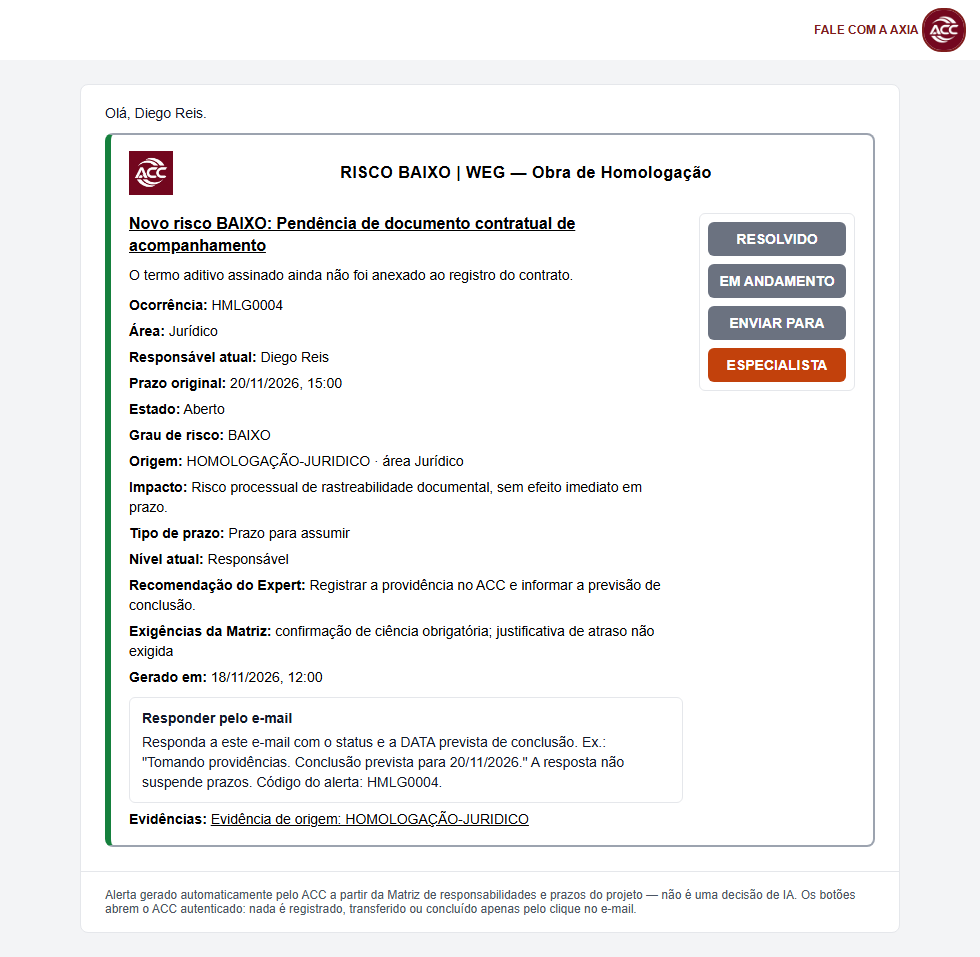 FALE COM A AXIA
ACC
Olá, Diego Reis.
ACC
RISCO BAIXO | WEG — Obra de Homologação
Novo risco BAIXO: Pendência de documento contratual de
acompanhamento
O termo aditivo assinado ainda não foi anexado ao registro do contrato.
Ocorrência: HMLG0004
Área: Jurídico
Responsável atual: Diego Reis
Prazo original: 20/11/2026, 15:00
Estado: Aberto
Grau de risco: BAIXO
Origem: HOMOLOGAÇÃO-JURIDICO · área Jurídico
Impacto: Risco processual de rastreabilidade documental, sem efeito imediato em
prazo.
Tipo de prazo: Prazo para assumir
Nível atual: Responsável
Recomendação do Expert: Registrar a providência no ACC e informar a previsão de
conclusão.
Exigências da Matriz: confirmação de ciência obrigatória; justificativa de atraso não
exigida
Gerado em: 18/11/2026, 12:00
Responder pelo e-mail
Responda a este e-mail com o status e a DATA prevista de conclusão. Ex.:
"Tomando providências. Conclusão prevista para 20/11/2026." A resposta não
suspende prazos. Código do alerta: HMLG0004.
Evidências: Evidência de origem: HOMOLOGAÇÃO-JURIDICO
RESOLVIDO
EM ANDAMENTO
ENVIAR PARA
ESPECIALISTA
Alerta gerado automaticamente pelo ACC a partir da Matriz de responsabilidades e prazos do projeto — não é uma decisão de IA. Os botões
abrem o ACC autenticado: nada é registrado, transferido ou concluído apenas pelo clique no e-mail.